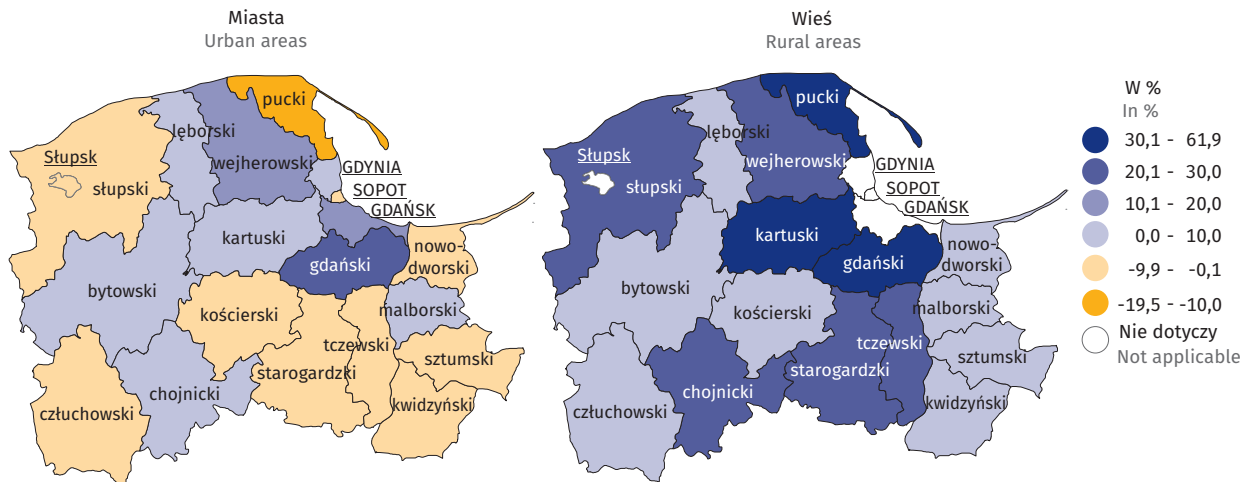 Miasta
Urban areas
pucki
lęborski
wejherowski
Słupsk
słupski
GDYNIA
SOPOT
GDAŃSK
kartuski
gdański
nowo-
dworski
bytowski
malborski
kościerski
tczewski
sztumski
starogardzki
chojnicki
człuchowski
kwidzyński
Wieś
Rural areas
pucki
lęborski
wejherowski
Słupsk
słupski
GDYNIA
SOPOT
GDAŃSK
kartuski
gdański
nowo-
dworski
bytowski
malborski
kościerski
tczewski
sztumski
starogardzki
chojnicki
człuchowski
kwidzyński
W %
In %
30,1 - 61,9
20,1 - 30,0
10,1 - 20,0
0,0 - 10,0
-9,9 - -0,1
-19,5 - -10,0
Nie dotyczy
Not applicable